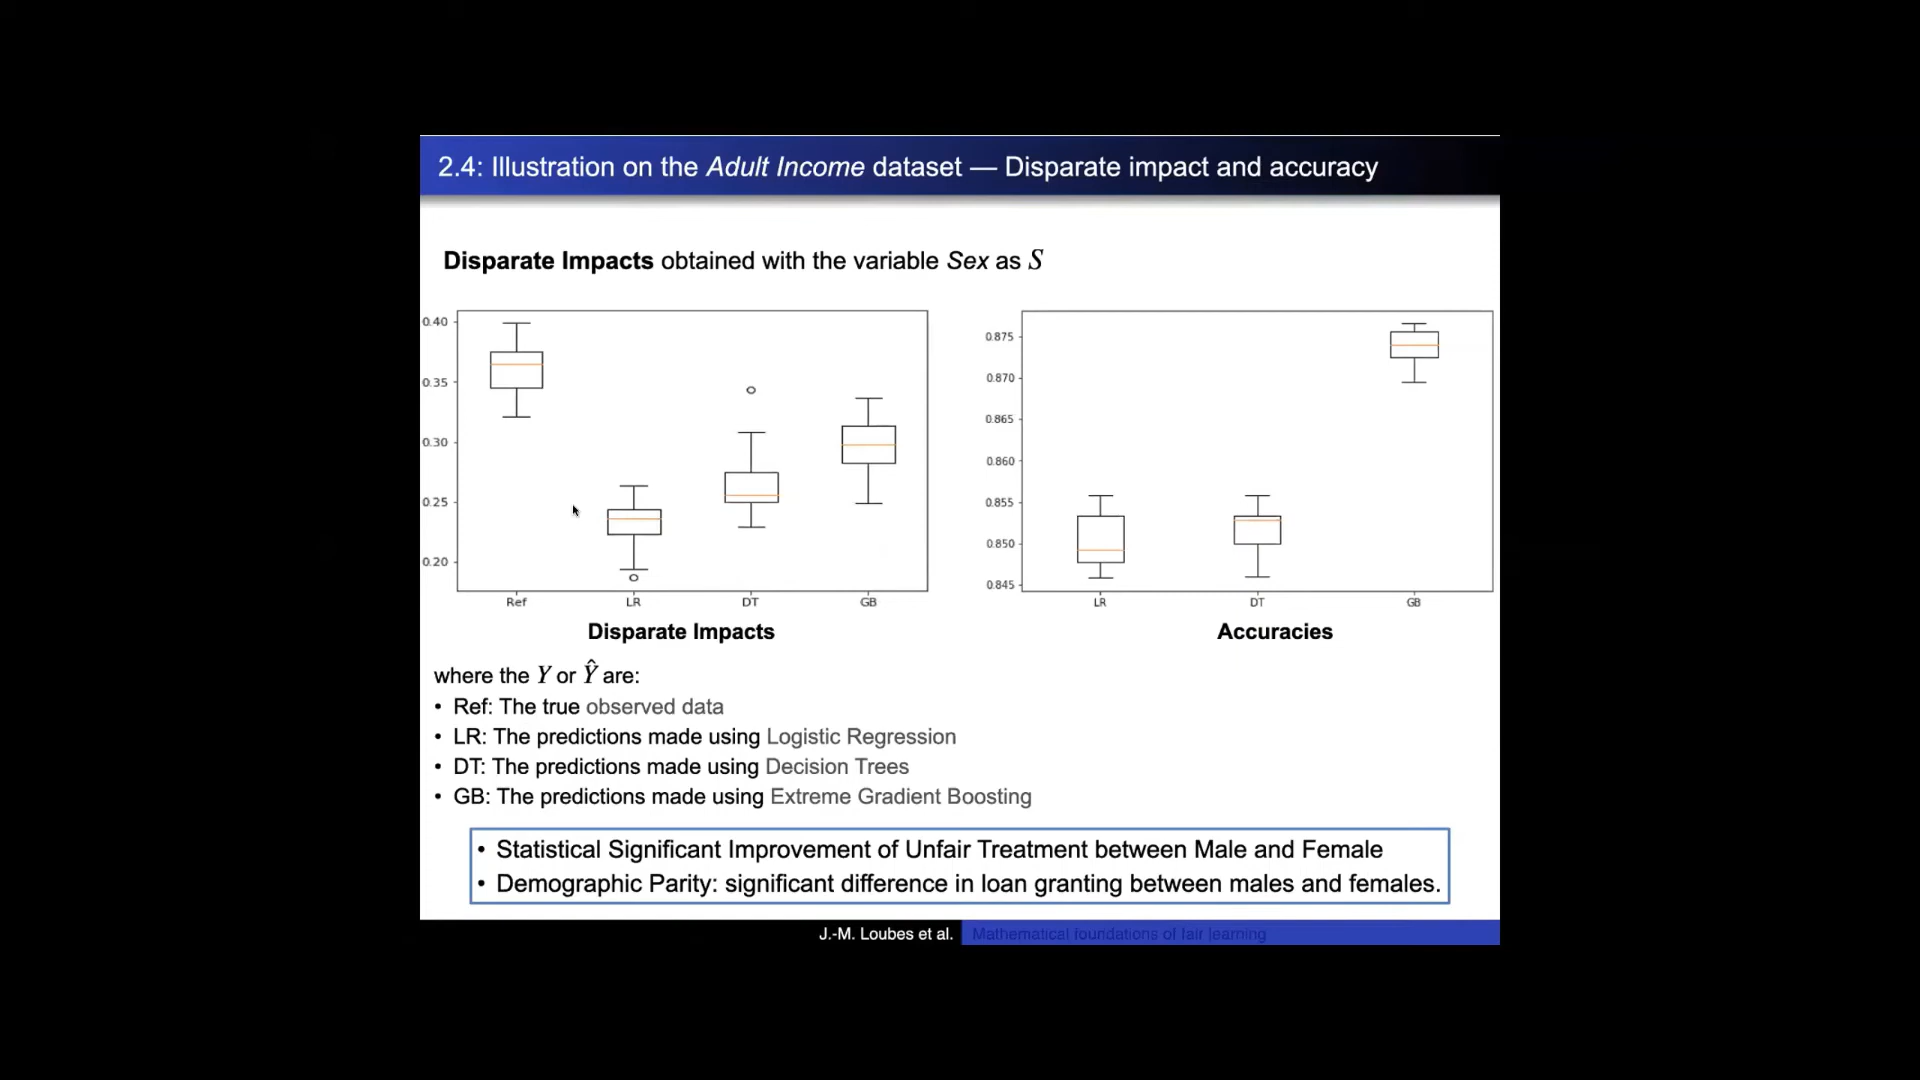 2.4: Illustration on the Adult Income dataset — Disparate impact and accuracy
Disparate Impacts obtained with the variable Sex as S
0.40
0.35
0.30
0.25
0.20
Ref LR DT GB
Disparate Impacts
0.875
0.870
0.865
0.860
0.855
0.850
0.845
LR DT GB
Accuracies
where the Y or Ŷ are:
• Ref: The true observed data
• LR: The predictions made using Logistic Regression
• DT: The predictions made using Decision Trees
• GB: The predictions made using Extreme Gradient Boosting
• Statistical Significant Improvement of Unfair Treatment between Male and Female
• Demographic Parity: significant difference in loan granting between males and females.
J.-M. Loubes et al. Mathematical foundations of fair learning